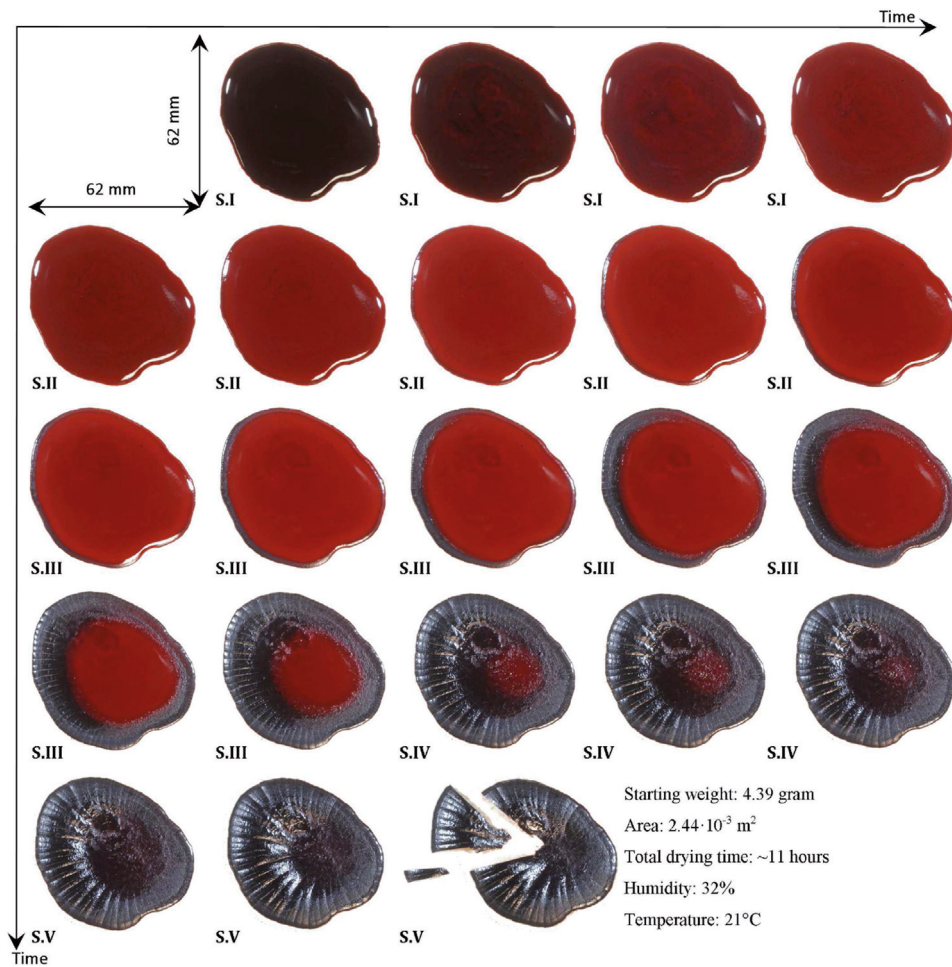 Time
62 mm
62 mm
S.I
S.I
S.I
S.I
S.II
S.II
S.II
S.II
S.II
S.III
S.III
S.III
S.III
S.III
S.III
S.III
S.IV
S.IV
S.IV
S.V
S.V
S.V
Starting weight: 4.39 gram
Area: 2.44·10⁻³ m²
Total drying time: ~11 hours
Humidity: 32%
Temperature: 21°C
Time